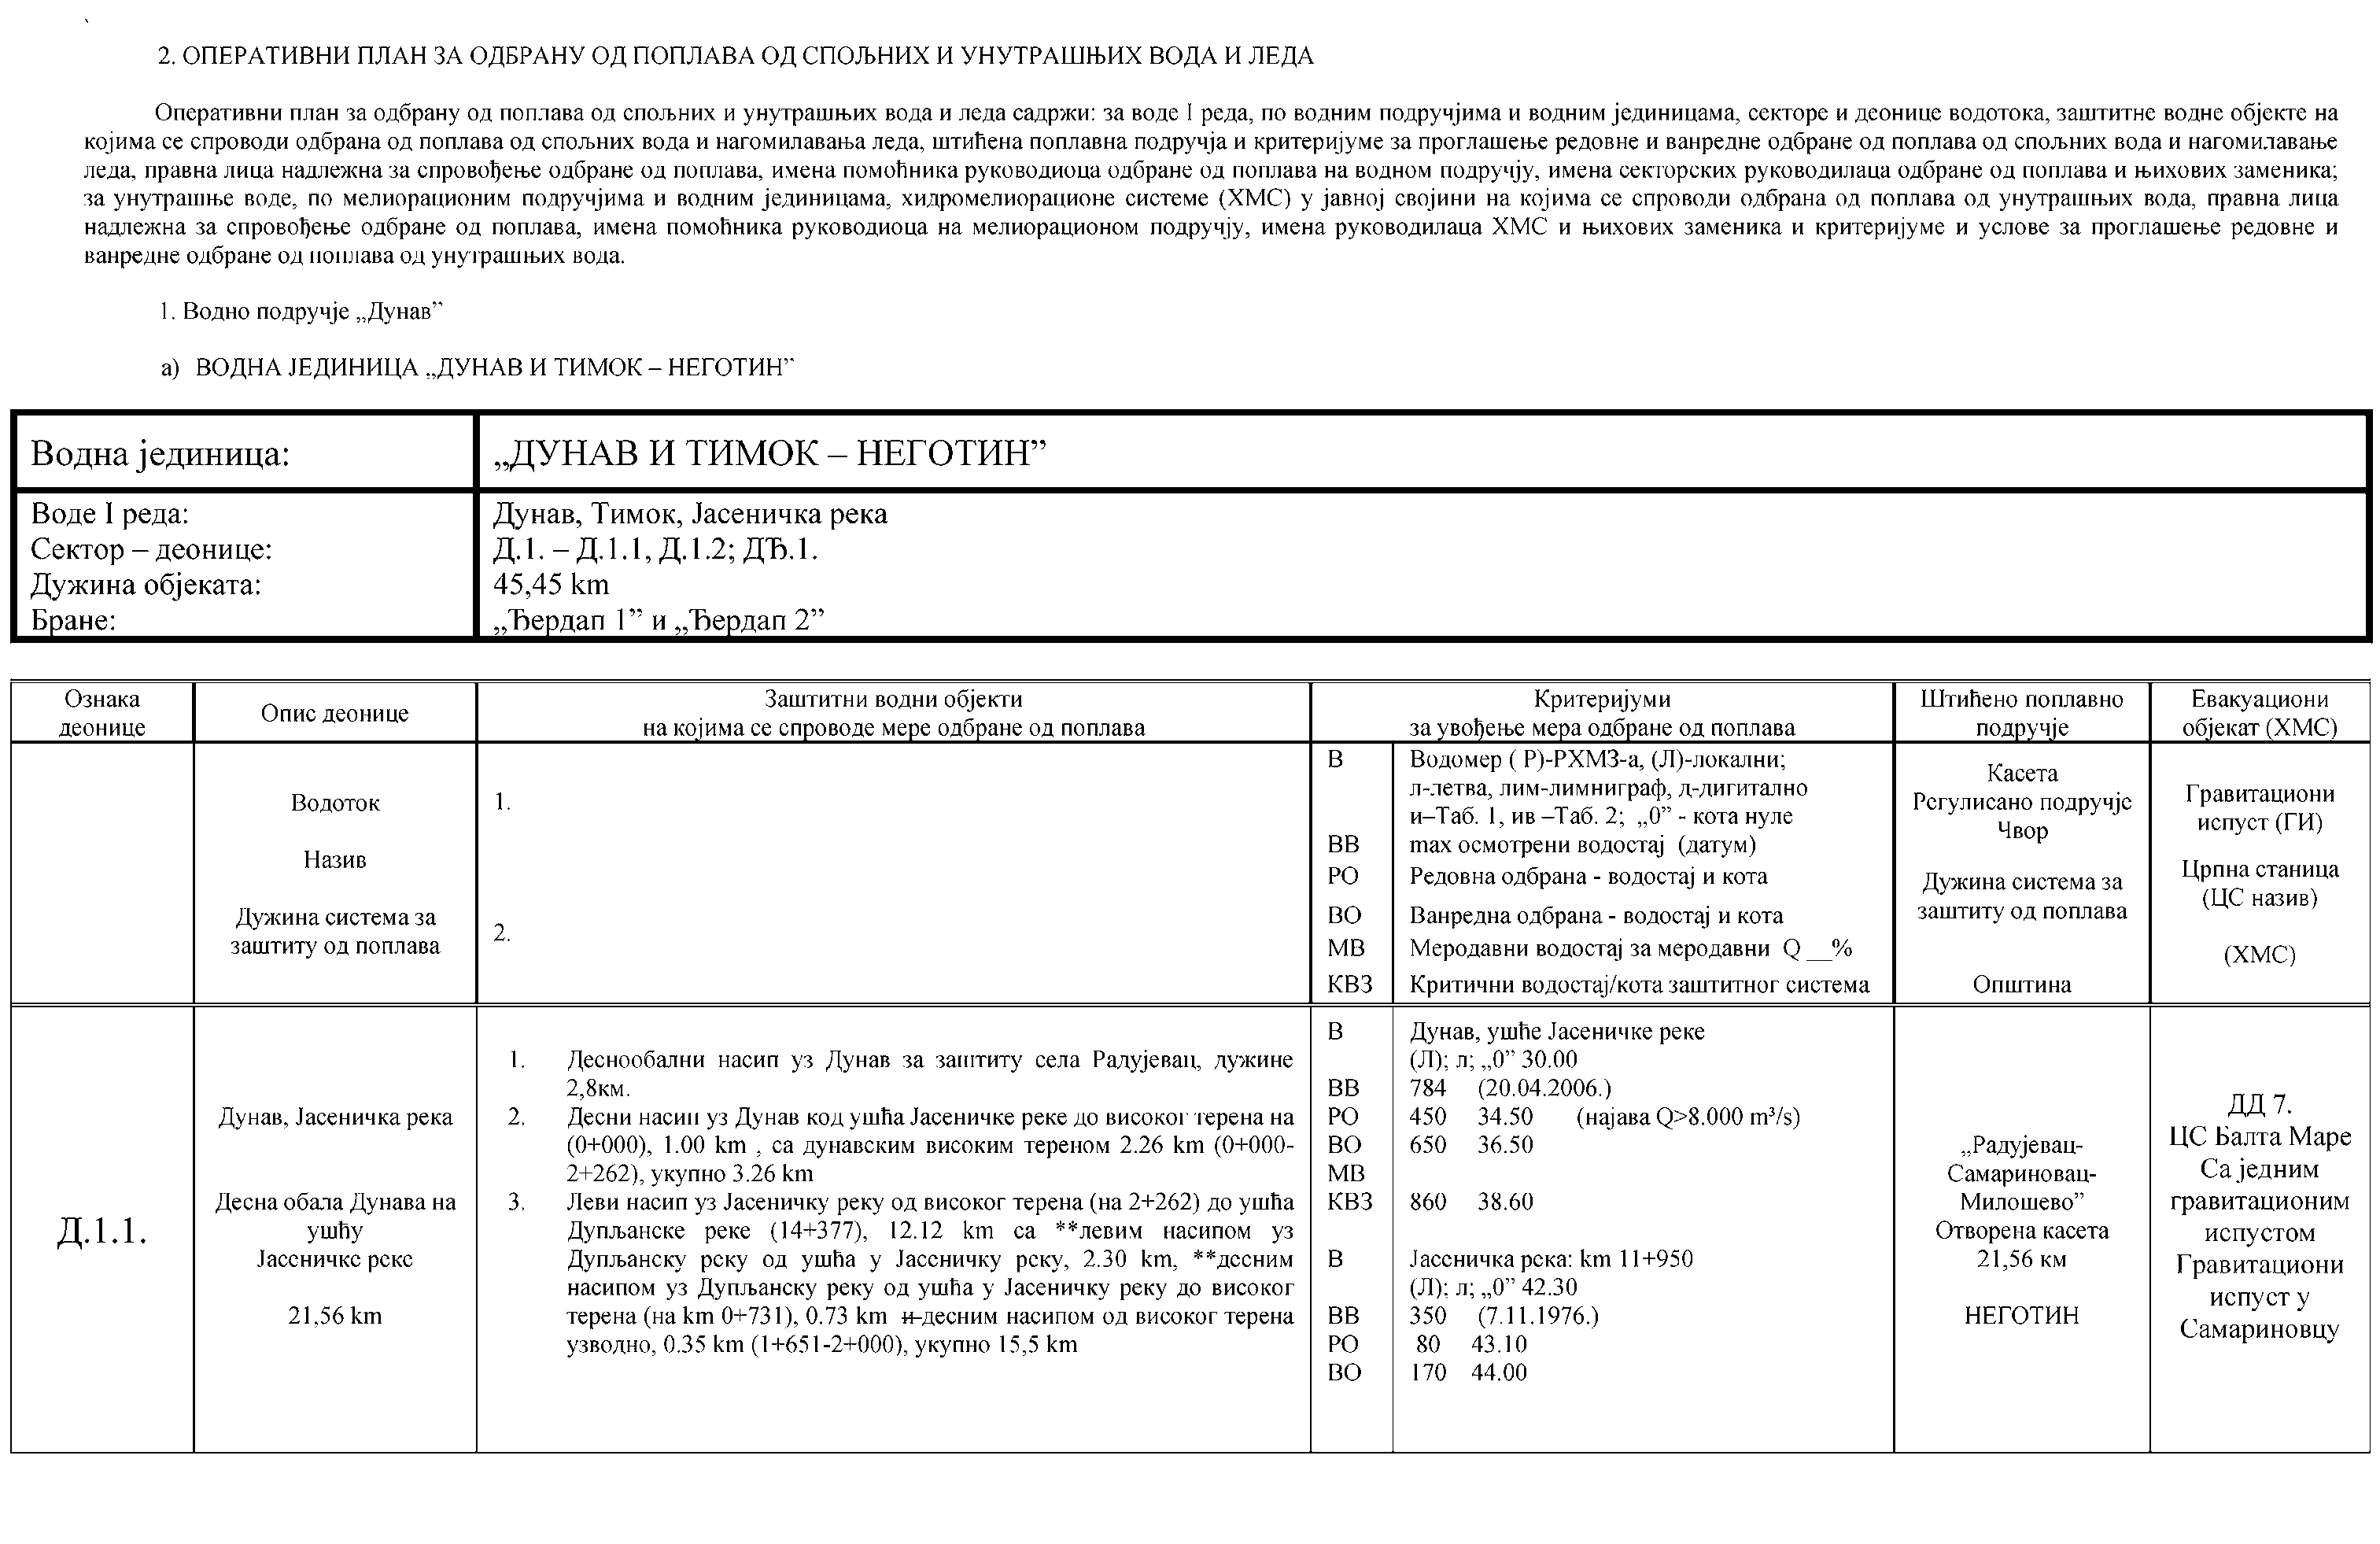 2. ОПЕРАТИВНИ ПЛАН ЗА ОДБРАНУ ОД ПОПЛАВА ОД СПОЉНИХ И УНУТРАШЊИХ ВОДА И ЛЕДА
Оперативни план за одбрану од поплава од спољних и унутрашњих вода и леда садржи: за воде I реда, по водним подручјима и водним јединицама, секторе и деонице водотока, заштитне водне објекте на
којима се спроводи одбрана од поплава од спољних вода и нагомилавања леда, штићена поплавна подручја и критеријуме за проглашење редовне и ванредне одбране од поплава од спољних вода и нагомилавање
леда, правна лица надлежна за спровођење одбране од поплава, имена помоћника руководиоца одбране од поплава на водном подручју, имена секторских руководилаца одбране од поплава и њихових заменика;
за унутрашње воде, по мелиорационим подручјима и водним јединицама, хидромелиорационе системе (ХМС) у јавној својини на којима се спроводи одбрана од поплава од унутрашњих вода, правна лица
надлежна за спровођење одбране од поплава, имена помоћника руководиоца на мелиорационом подручју, имена руководилаца ХМС и њихових заменика и критеријуме и услове за проглашење редовне и
ванредне одбране од поплава од унутрашњих вода.
1. Водно подручје „Дунав”
а) ВОДНА ЈЕДИНИЦА „ДУНАВ И ТИМОК – НЕГОТИН”
Водна јединица: „ДУНАВ И ТИМОК – НЕГОТИН”
Воде I реда: Дунав, Тимок, Јасеничка река
Сектор – деонице: Д.1. – Д.1.1, Д.1.2; ДЂ.1.
Дужина објеката: 45,45 km
Бране: „Ђердап 1” и „Ђердап 2”
Ознака
деонице
Опис деонице
Заштитни водни објекти
на којима се спроводе мере одбране од поплава
Критеријуми
за увођење мера одбране од поплава
Штићено поплавно
подручје
Евакуациони
објекат (ХМС)
Водоток
Назив
Дужина система за
заштиту од поплава
1.
2.
В Водомер ( Р)-РХМЗ-а, (Л)-локални;
л-летва, лим-лимниграф, д-дигитално
и–Таб. 1, ив –Таб. 2; „0” - кота нуле
ВВ max осмотрени водостај (датум)
РО Редовна одбрана - водостај и кота
ВО Ванредна одбрана - водостај и кота
МВ Меродавни водостај за меродавни Q __%
КВЗ Критични водостај/кота заштитног система
Касета
Регулисано подручје
Чвор
Дужина система за
заштиту од поплава
Општина
Гравитациони
испуст (ГИ)
Црпна станица
(ЦС назив)
(ХМС)
Д.1.1.
Дунав, Јасеничка река
Десна обала Дунава на
ушћу
Јасеничке реке
21,56 km
1. Деснообални насип уз Дунав за заштиту села Радујевац, дужине
2,8км.
2. Десни насип уз Дунав код ушћа Јасеничке реке до високог терена на
(0+000), 1.00 km , са дунавским високим тереном 2.26 km (0+000-
2+262), укупно 3.26 km
3. Леви насип уз Јасеничку реку од високог терена (на 2+262) до ушћа
Дупљанске реке (14+377), 12.12 km са **левим насипом уз
Дупљанску реку од ушћа у Јасеничку реку, 2.30 km, **десним
насипом уз Дупљанску реку од ушћа у Јасеничку реку до високог
терена (на km 0+731), 0.73 km и десним насипом од високог терена
узводно, 0.35 km (1+651-2+000), укупно 15,5 km
В Дунав, ушће Јасеничке реке
(Л); л; „0” 30.00
ВВ 784 (20.04.2006.)
РО 450 34.50 (најава Q>8.000 m³/s)
ВО 650 36.50
МВ
КВЗ 860 38.60
В Јасеничка река: km 11+950
(Л); л; „0” 42.30
ВВ 350 (7.11.1976.)
РО 80 43.10
ВО 170 44.00
„Радујевац-
Самариновац-
Милошево”
Отворена касета
21,56 км
НЕГОТИН
ДД 7.
ЦС Балта Маре
Са једним
гравитационим
испустом
Гравитациони
испуст у
Самариновцу